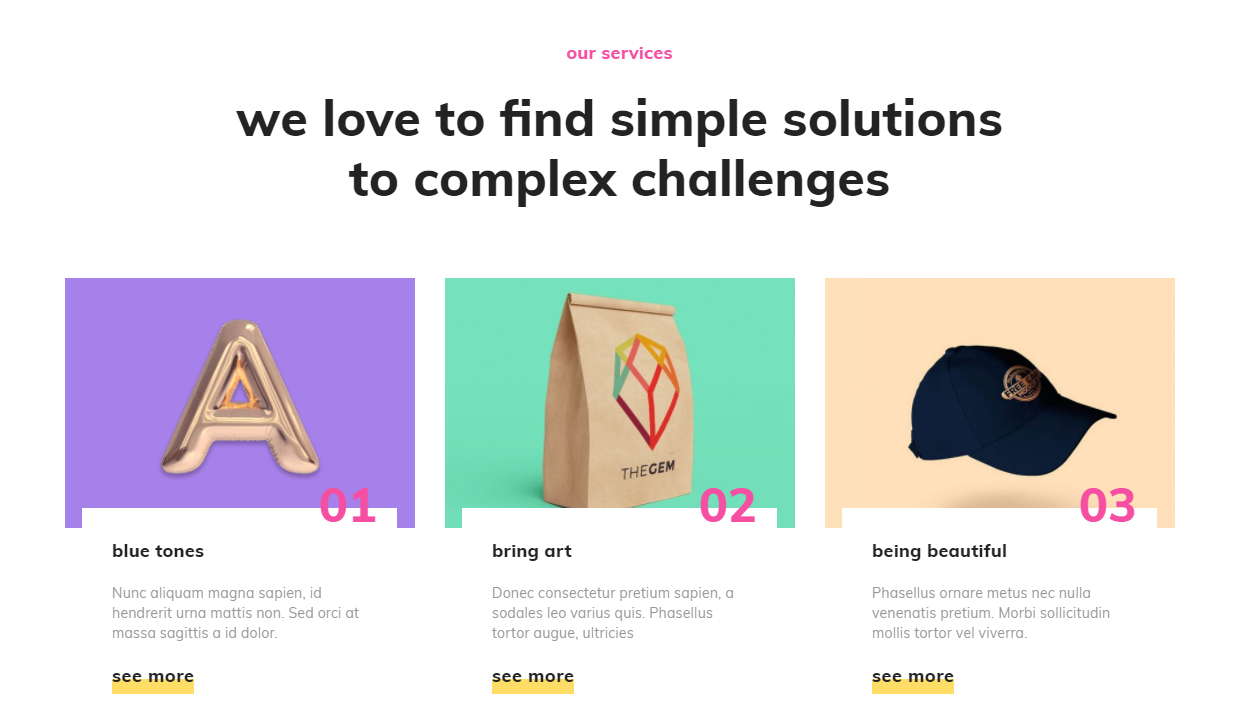 our services
we love to find simple solutions
to complex challenges
A
THEGEM
01
02
03
blue tones
Nunc aliquam magna sapien, id
hendrerit urna mattis non. Sed orci at
massa sagittis a id dolor.
see more
bring art
Donec consectetur pretium sapien, a
sodales leo varius quis. Phasellus
tortor augue, ultricies
see more
being beautiful
Phasellus ornare metus nec nulla
venenatis pretium. Morbi sollicitudin
mollis tortor vel viverra.
see more